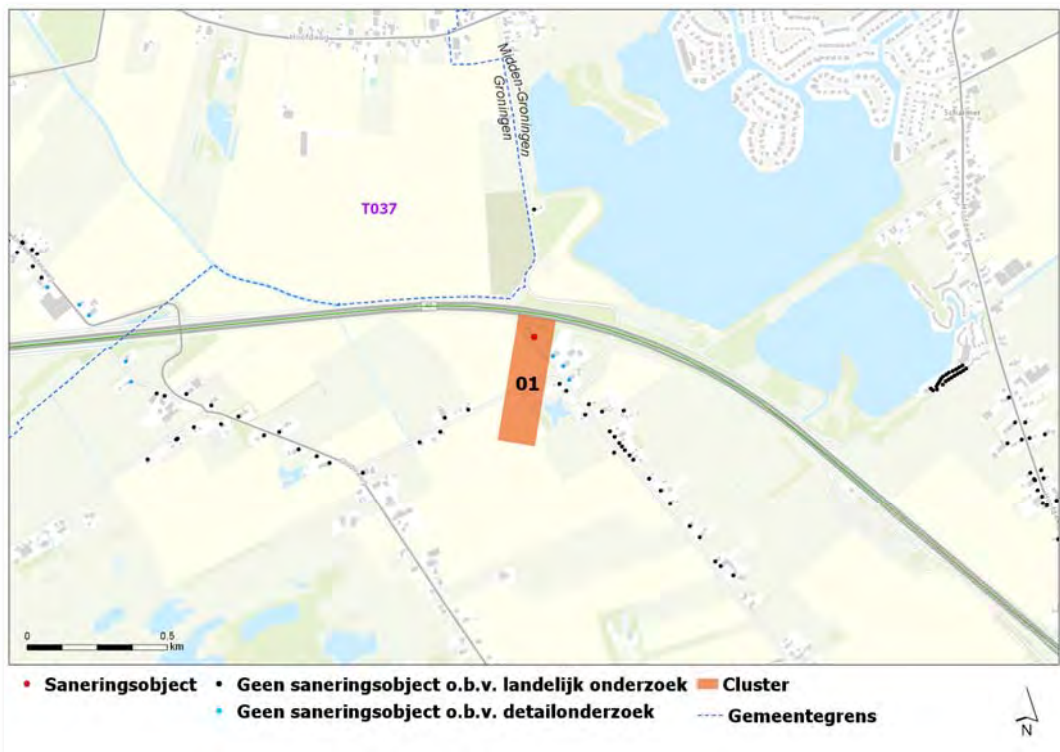 Midden-Groningen
Groningen
T037
01
0 0.5
km
Saneringsobject
Geen saneringsobject o.b.v. landelijk onderzoek
Cluster
Geen saneringsobject o.b.v. detailonderzoek
Gemeentegrens
N